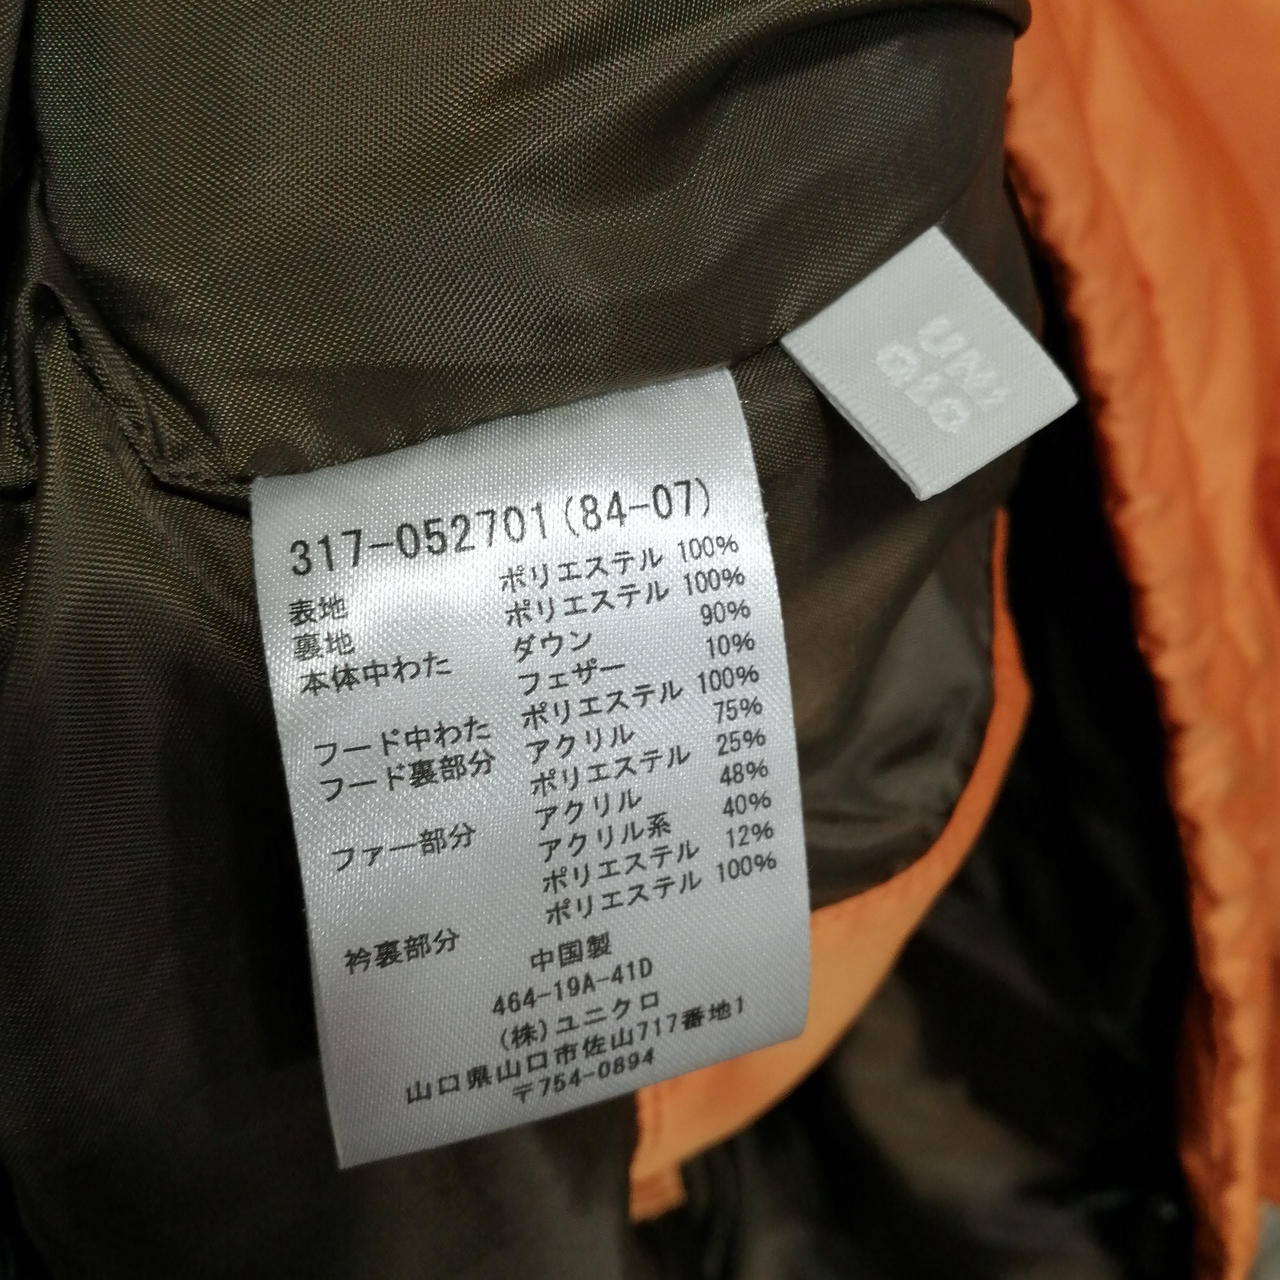 UNI
QLO
317-052701(84-07)
表地 ポリエステル 100%
裏地 ポリエステル 100%
本体中わた ダウン 90%
フェザー 10%
フード中わた ポリエステル 100%
フード裏部分 アクリル 75%
ポリエステル 25%
ファー部分 アクリル 48%
アクリル系 40%
ポリエステル 12%
衿裏部分 ポリエステル 100%
中国製
464-19A-41D
(株)ユニクロ
山口県山口市佐山717番地1
〒754-0894